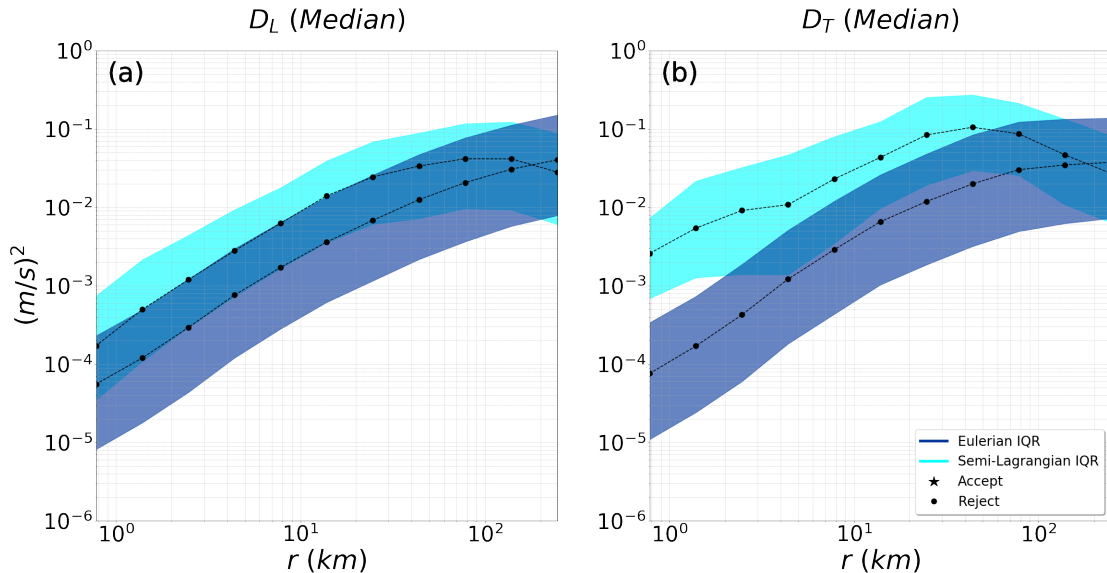 D_L (Median)
(a)
10^0
10^-1
10^-2
10^-3
10^-4
10^-5
10^-6
(m/s)^2
10^0
10^1
10^2
r (km)
D_T (Median)
(b)
10^0
10^-1
10^-2
10^-3
10^-4
10^-5
10^-6
10^0
10^1
10^2
r (km)
Eulerian IQR
Semi-Lagrangian IQR
Accept
Reject